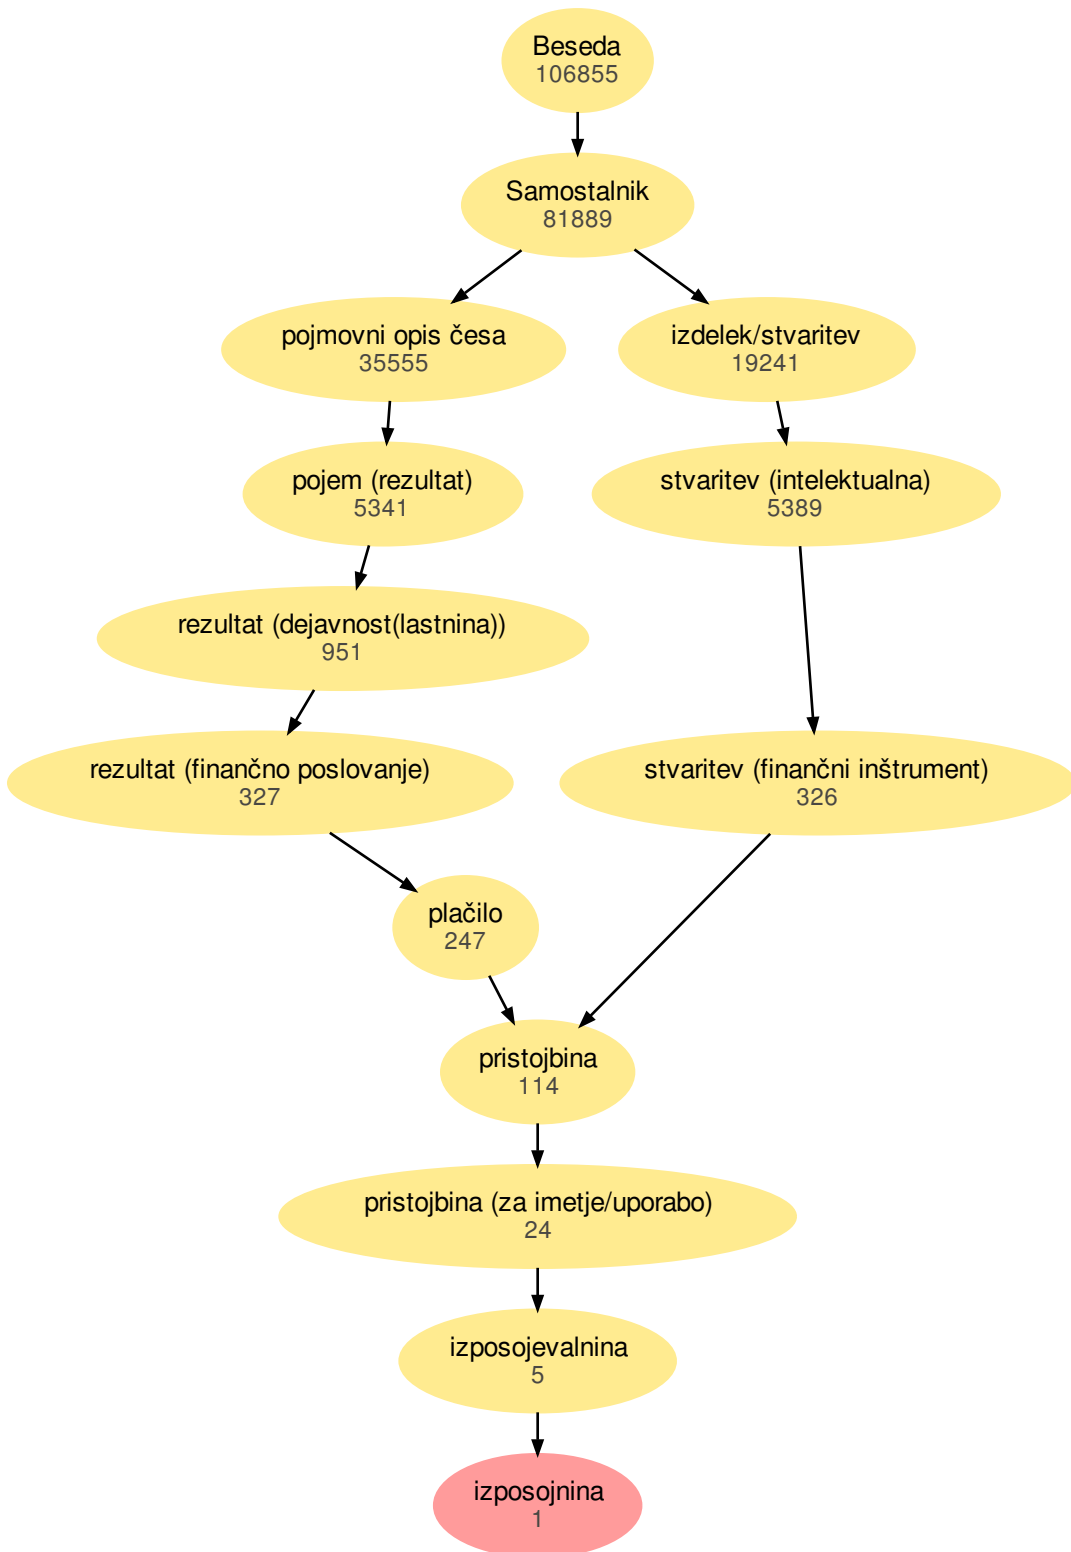 Beseda
106855
Samostalnik
81889
pojmovni opis česa
35555
izdelek/stvaritev
19241
pojem (rezultat)
5341
stvaritev (intelektualna)
5389
rezultat (dejavnost(lastnina))
951
rezultat (finančno poslovanje)
327
stvaritev (finančni inštrument)
326
plačilo
247
pristojbina
114
pristojbina (za imetje/uporabo)
24
izposojevalnina
5
izposojnina
1